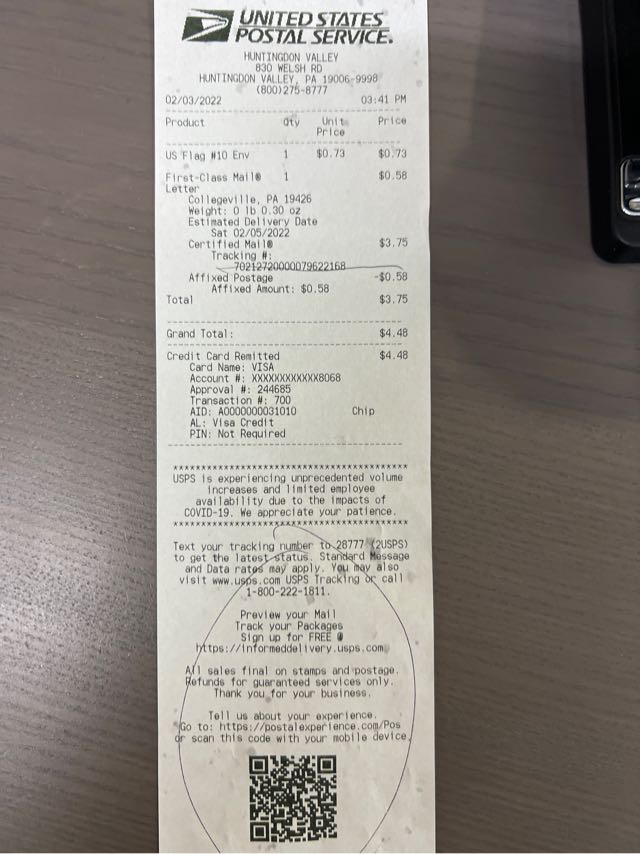 UNITED STATES
POSTAL SERVICE.
HUNTINGDON VALLEY
830 WELSH RD
HUNTINGDON VALLEY, PA 19006-9998
(800)275-8777
02/03/2022 03:41 PM
Product Qty Unit Price
Price
US Flag #10 Env 1 $0.73 $0.73
First-Class Mail® 1 $0.58
Letter
Collegeville, PA 19426
Weight: 0 lb 0.30 oz
Estimated Delivery Date
Sat 02/05/2022
Certified Mail® $3.75
Tracking #:
70212720000079622168
Affixed Postage -$0.58
Affixed Amount: $0.58
Total $3.75
Grand Total: $4.48
Credit Card Remitted $4.48
Card Name: VISA
Account #: XXXXXXXXXXXX8068
Approval #: 244685
Transaction #: 700
AID: A0000000031010 Chip
AL: Visa Credit
PIN: Not Required
****************************************
USPS is experiencing unprecedented volume
increases and limited employee
availability due to the impacts of
COVID-19. We appreciate your patience.
****************************************
Text your tracking number to 28777 (2USPS)
to get the latest status. Standard Message
and Data rates may apply. You may also
visit www.usps.com USPS Tracking or call
1-800-222-1811.
Preview your Mail
Track your Packages
Sign up for FREE @
https://informeddelivery.usps.com
All sales final on stamps and postage.
Refunds for guaranteed services only.
Thank you for your business.
Tell us about your experience.
Go to: https://postalexperience.com/Pos
or scan this code with your mobile device,